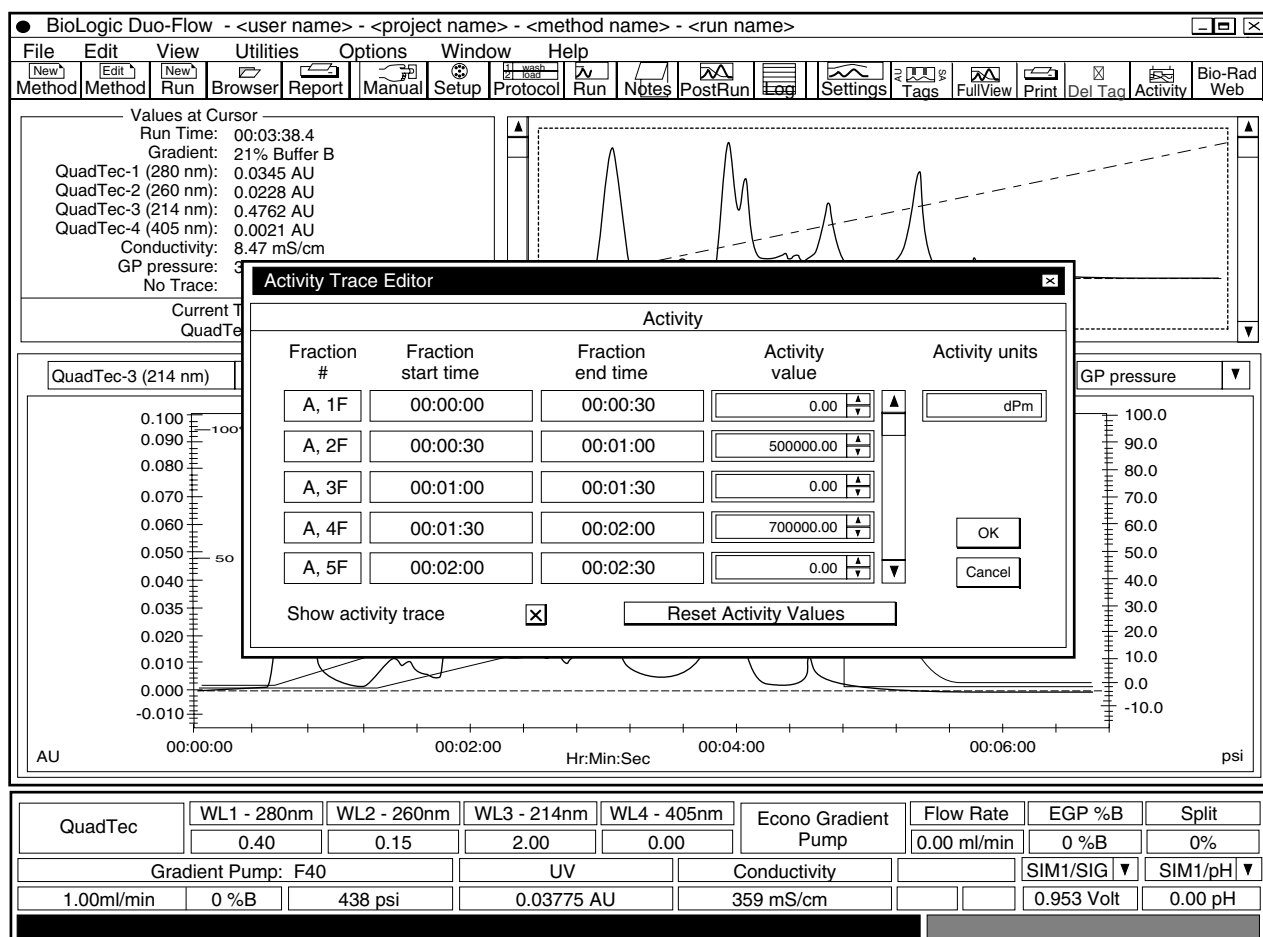 BioLogic Duo-Flow - <user name> - <project name> - <method name> - <run name>
File Edit View Utilities Options Window Help
New Edit New 1 wash 2 load UV SA
Method Method Run Browser Report Manual Setup Protocol Run Notes PostRun Log Settings Tags FullView Print Del Tag Activity Bio-Rad Web
Values at Cursor
Run Time: 00:03:38.4
Gradient: 21% Buffer B
QuadTec-1 (280 nm): 0.0345 AU
QuadTec-2 (260 nm): 0.0228 AU
QuadTec-3 (214 nm): 0.4762 AU
QuadTec-4 (405 nm): 0.0021 AU
Conductivity: 8.47 mS/cm
GP pressure: 3
No Trace:
Current T
QuadTe
Activity Trace Editor
Activity
Fraction # Fraction start time Fraction end time Activity value Activity units
A, 1F 00:00:00 00:00:30 0.00 dPm
A, 2F 00:00:30 00:01:00 500000.00
A, 3F 00:01:00 00:01:30 0.00
A, 4F 00:01:30 00:02:00 700000.00
A, 5F 00:02:00 00:02:30 0.00
OK
Cancel
Show activity trace Reset Activity Values
QuadTec-3 (214 nm) GP pressure
0.100 100 100.0
0.090 90.0
0.080 80.0
0.070 70.0
0.060 60.0
0.050 50 50.0
0.040 40.0
0.035 30.0
0.020 20.0
0.010 10.0
0.000 0.0
-0.010 -10.0
00:00:00 00:02:00 00:04:00 00:06:00
AU Hr:Min:Sec psi
QuadTec WL1 - 280nm WL2 - 260nm WL3 - 214nm WL4 - 405nm Econo Gradient Pump Flow Rate EGP %B Split
0.40 0.15 2.00 0.00 0.00 ml/min 0 %B 0%
Gradient Pump: F40 UV Conductivity SIM1/SIG SIM1/pH
1.00ml/min 0 %B 438 psi 0.03775 AU 359 mS/cm 0.953 Volt 0.00 pH